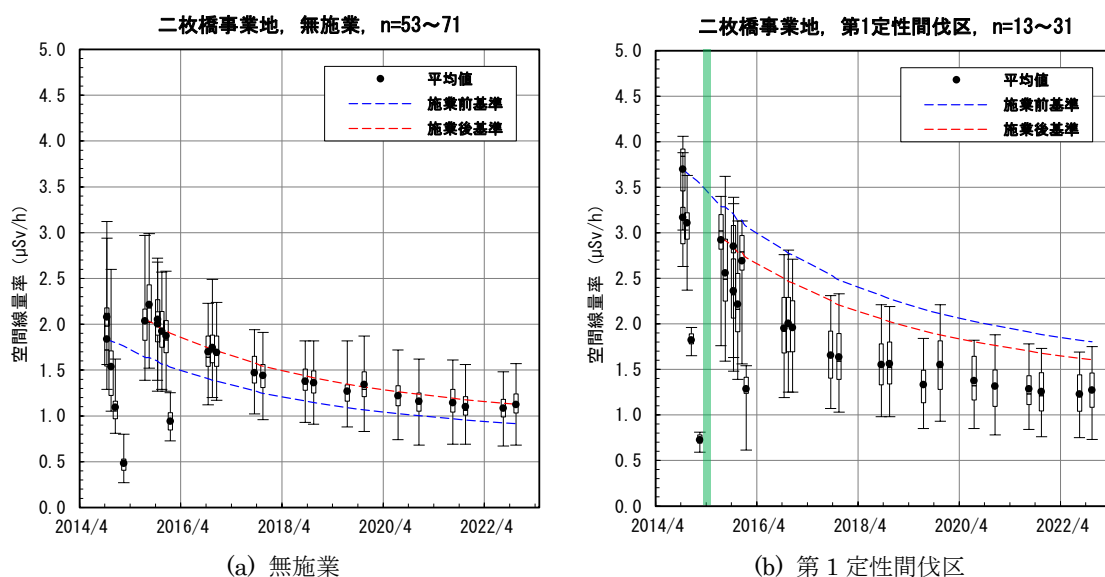 二枚橋事業地, 無施業, n=53～71
空間線量率 (μSv/h)
5.0
4.5
4.0
3.5
3.0
2.5
2.0
1.5
1.0
0.5
0.0
平均値
施業前基準
施業後基準
2014/4 2016/4 2018/4 2020/4 2022/4
(a) 無施業
二枚橋事業地, 第1定性間伐区, n=13～31
空間線量率 (μSv/h)
5.0
4.5
4.0
3.5
3.0
2.5
2.0
1.5
1.0
0.5
0.0
平均値
施業前基準
施業後基準
2014/4 2016/4 2018/4 2020/4 2022/4
(b) 第 1 定性間伐区